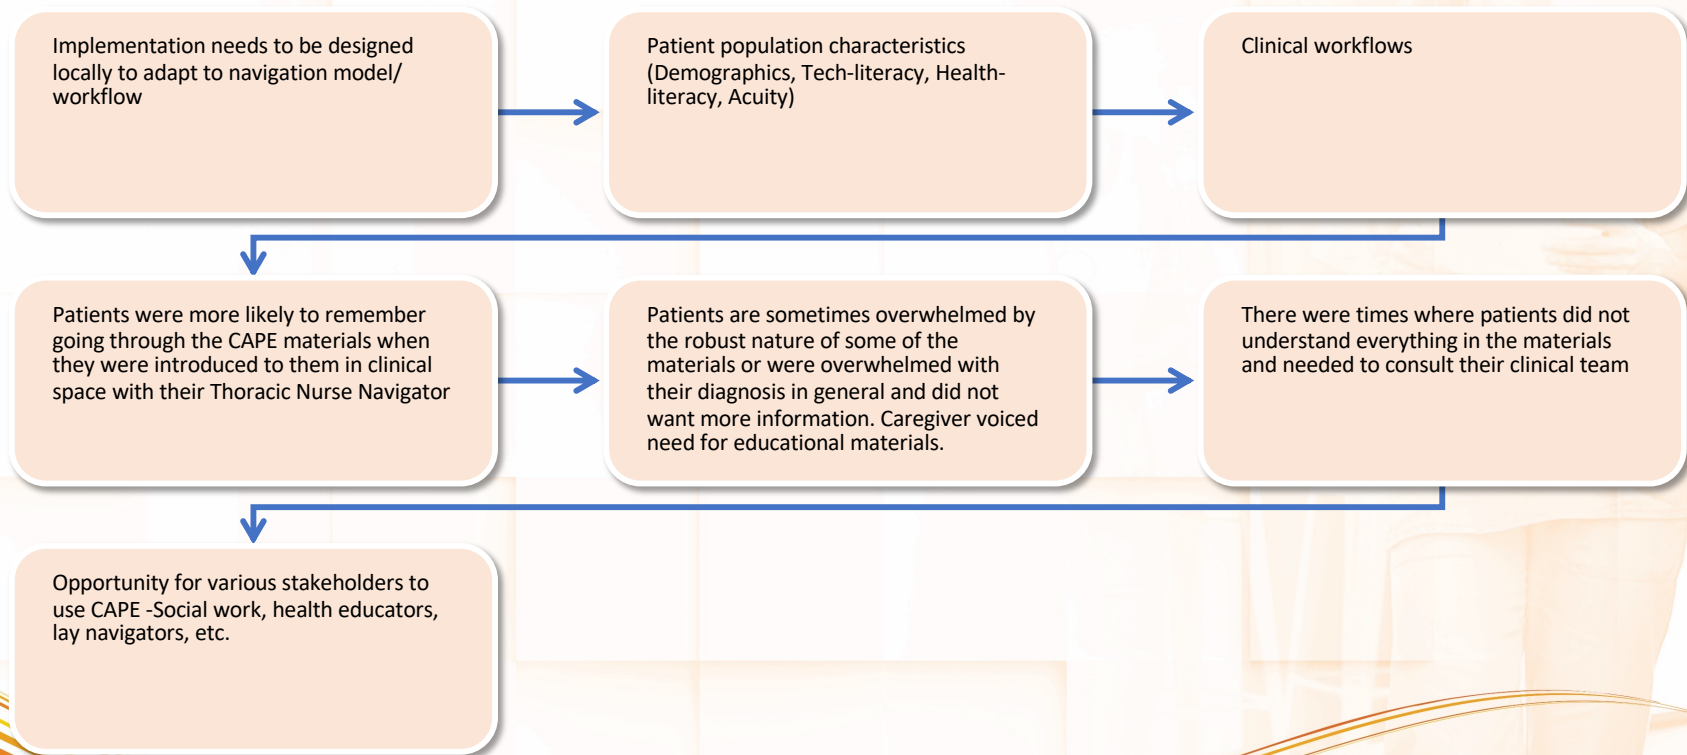 Implementation needs to be designed
locally to adapt to navigation model/
workflow
Patient population characteristics
(Demographics, Tech-literacy, Health-
literacy, Acuity)
Clinical workflows
Patients were more likely to remember
going through the CAPE materials when
they were introduced to them in clinical
space with their Thoracic Nurse Navigator
Patients are sometimes overwhelmed by
the robust nature of some of the
materials or were overwhelmed with
their diagnosis in general and did not
want more information. Caregiver voiced
need for educational materials.
There were times where patients did not
understand everything in the materials
and needed to consult their clinical team
Opportunity for various stakeholders to
use CAPE -Social work, health educators,
lay navigators, etc.